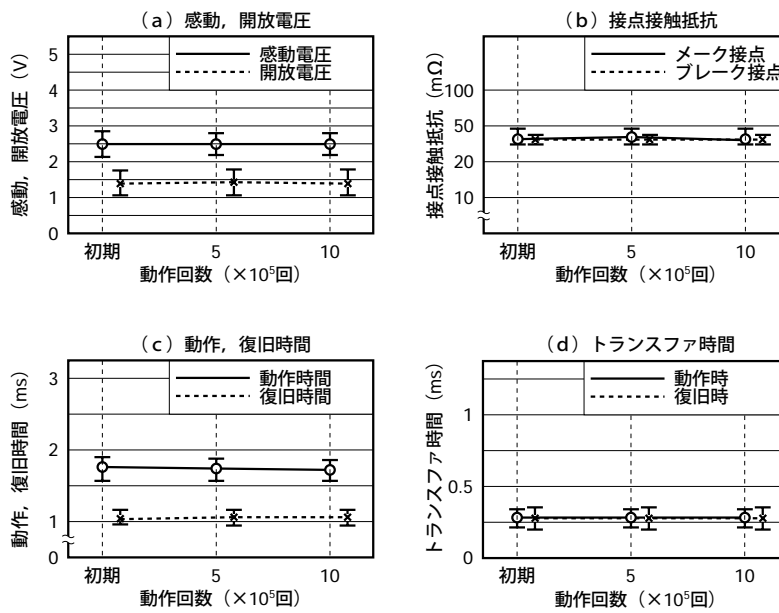 (a) 感動，開放電圧
感動，開放電圧 (V)
5
4
3
2
1
0
感動電圧
開放電圧
初期
5
10
動作回数 (×10⁵回)
(b) 接点接触抵抗
接点接触抵抗 (mΩ)
100
50
20
10
メーク接点
ブレーク接点
初期
5
10
動作回数 (×10⁵回)
(c) 動作，復旧時間
動作，復旧時間 (ms)
3
2
1
0
動作時間
復旧時間
初期
5
10
動作回数 (×10⁵回)
(d) トランスファ時間
トランスファ時間 (ms)
1
0.5
0
動作時
復旧時
初期
5
10
動作回数 (×10⁵回)